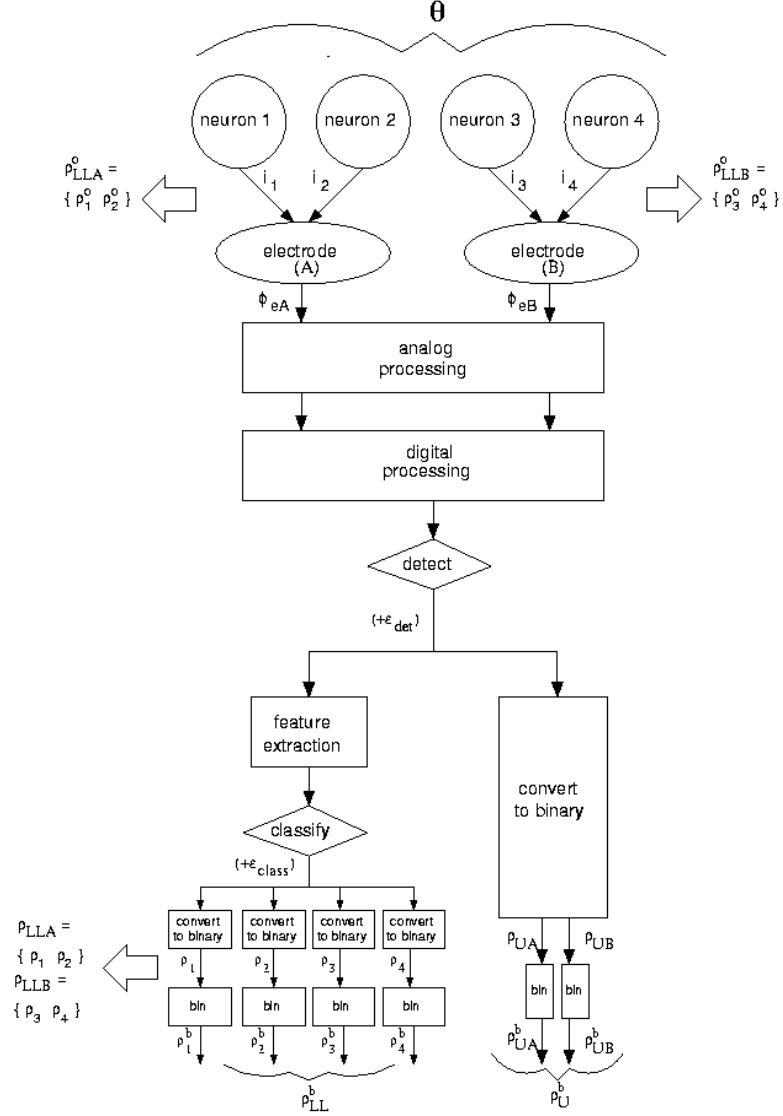 θ
neuron 1 neuron 2 neuron 3 neuron 4
ρ°LLA =
{ ρ°1 ρ°2 }
i1 i2 i3 i4
ρ°LLB =
{ ρ°3 ρ°4 }
electrode
(A)
electrode
(B)
ϕeA ϕeB
analog
processing
digital
processing
detect
(+εdet)
feature
extraction
convert
to binary
classify
(+εclass)
convert
to binary
convert
to binary
convert
to binary
convert
to binary
ρLLA =
{ ρ1 ρ2 }
ρLLB =
{ ρ3 ρ4 }
ρ1 ρ2 ρ3 ρ4
ρUA ρUB
bin bin bin bin
bin bin
ρb1 ρb2 ρb3 ρb4
ρbUA ρbUB
ρbLL
ρbU